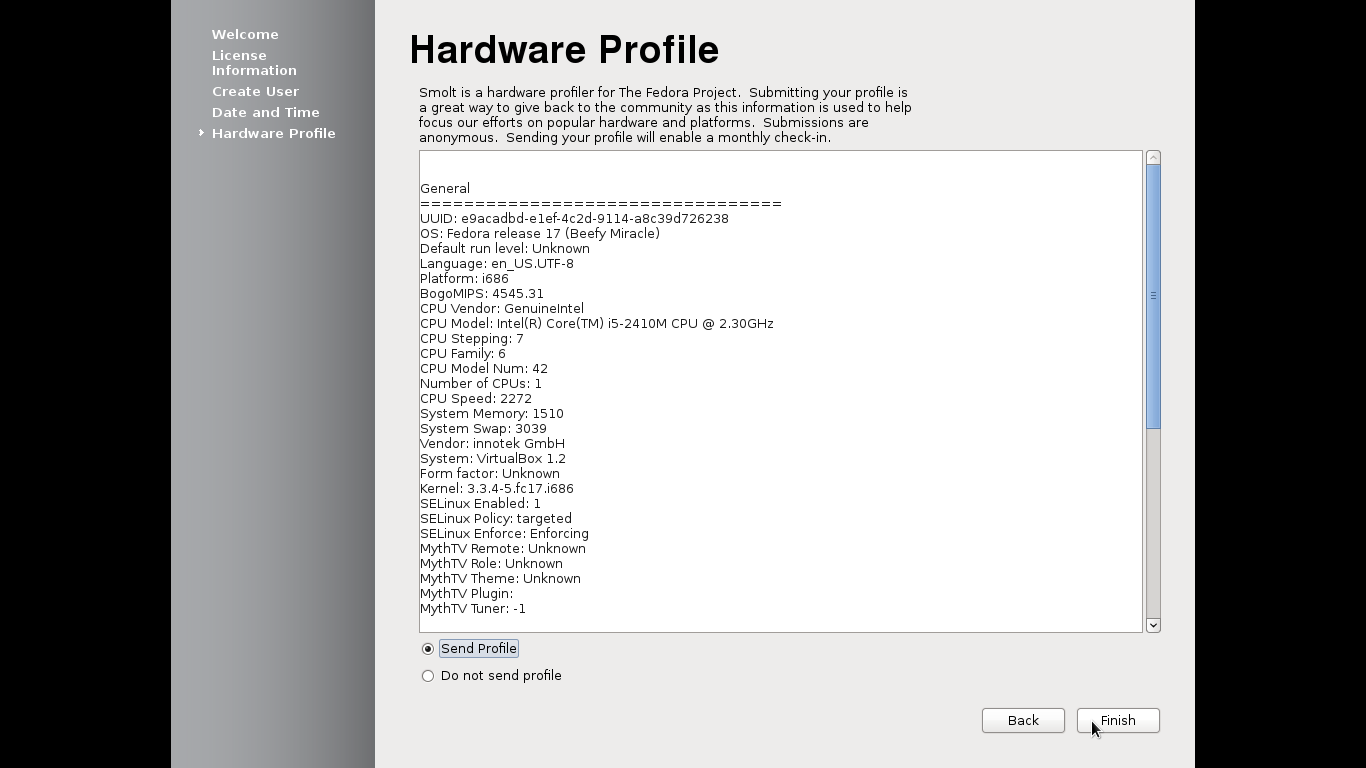 Welcome
License
Information
Create User
Date and Time
Hardware Profile
Hardware Profile
Smolt is a hardware profiler for The Fedora Project.  Submitting your profile is
a great way to give back to the community as this information is used to help
focus our efforts on popular hardware and platforms.  Submissions are
anonymous.  Sending your profile will enable a monthly check-in.
General
=================================
UUID: e9acadbd-e1ef-4c2d-9114-a8c39d726238
OS: Fedora release 17 (Beefy Miracle)
Default run level: Unknown
Language: en_US.UTF-8
Platform: i686
BogoMIPS: 4545.31
CPU Vendor: GenuineIntel
CPU Model: Intel(R) Core(TM) i5-2410M CPU @ 2.30GHz
CPU Stepping: 7
CPU Family: 6
CPU Model Num: 42
Number of CPUs: 1
CPU Speed: 2272
System Memory: 1510
System Swap: 3039
Vendor: innotek GmbH
System: VirtualBox 1.2
Form factor: Unknown
Kernel: 3.3.4-5.fc17.i686
SELinux Enabled: 1
SELinux Policy: targeted
SELinux Enforce: Enforcing
MythTV Remote: Unknown
MythTV Role: Unknown
MythTV Theme: Unknown
MythTV Plugin:
MythTV Tuner: -1
Send Profile
Do not send profile
Back
Finish